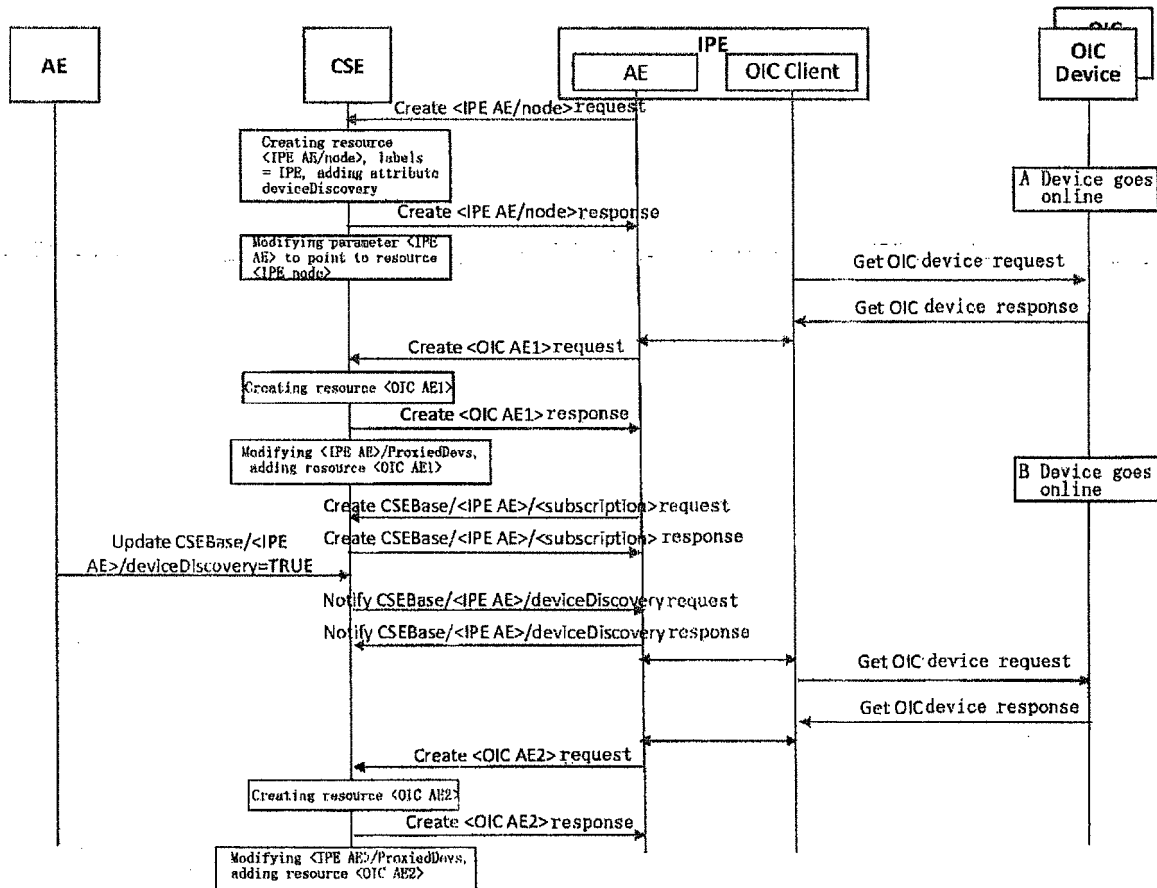 AE
CSE
IPE
AE
OIC Client
OIC
OIC
Device
Create <IPE AE/node>request
Creating resource
<IPE AE/node>, labels
= IPE, adding attribute
deviceDiscovery
A Device goes
online
Create <IPE AE/node>response
Modifying parameter <IPE
AE> to point to resource
<IPE node>
Get OIC device request
Get OIC device response
Create <OIC AE1>request
Creating resource <OIC AE1>
Create <OIC AE1> response
Modifying <IPE AE>/ProxiedDevs,
adding resource <OIC AE1>
B Device goes
online
Create CSEBase/<IPE AE>/<subscription>request
Create CSEBase/<IPE AE>/<subscription> response
Update CSEBase/<IPE
AE>/deviceDiscovery=TRUE
Notify CSEBase/<IPE AE>/deviceDiscovery request
Notify CSEBase/<IPE AE>/deviceDiscovery response
Get OIC device request
Get OIC device response
Create <OIC AE2> request
Creating resource <OIC AE2>
Create <OIC AE2> response
Modifying <IPE AE>/ProxiedDevs,
adding resource <OIC AE2>